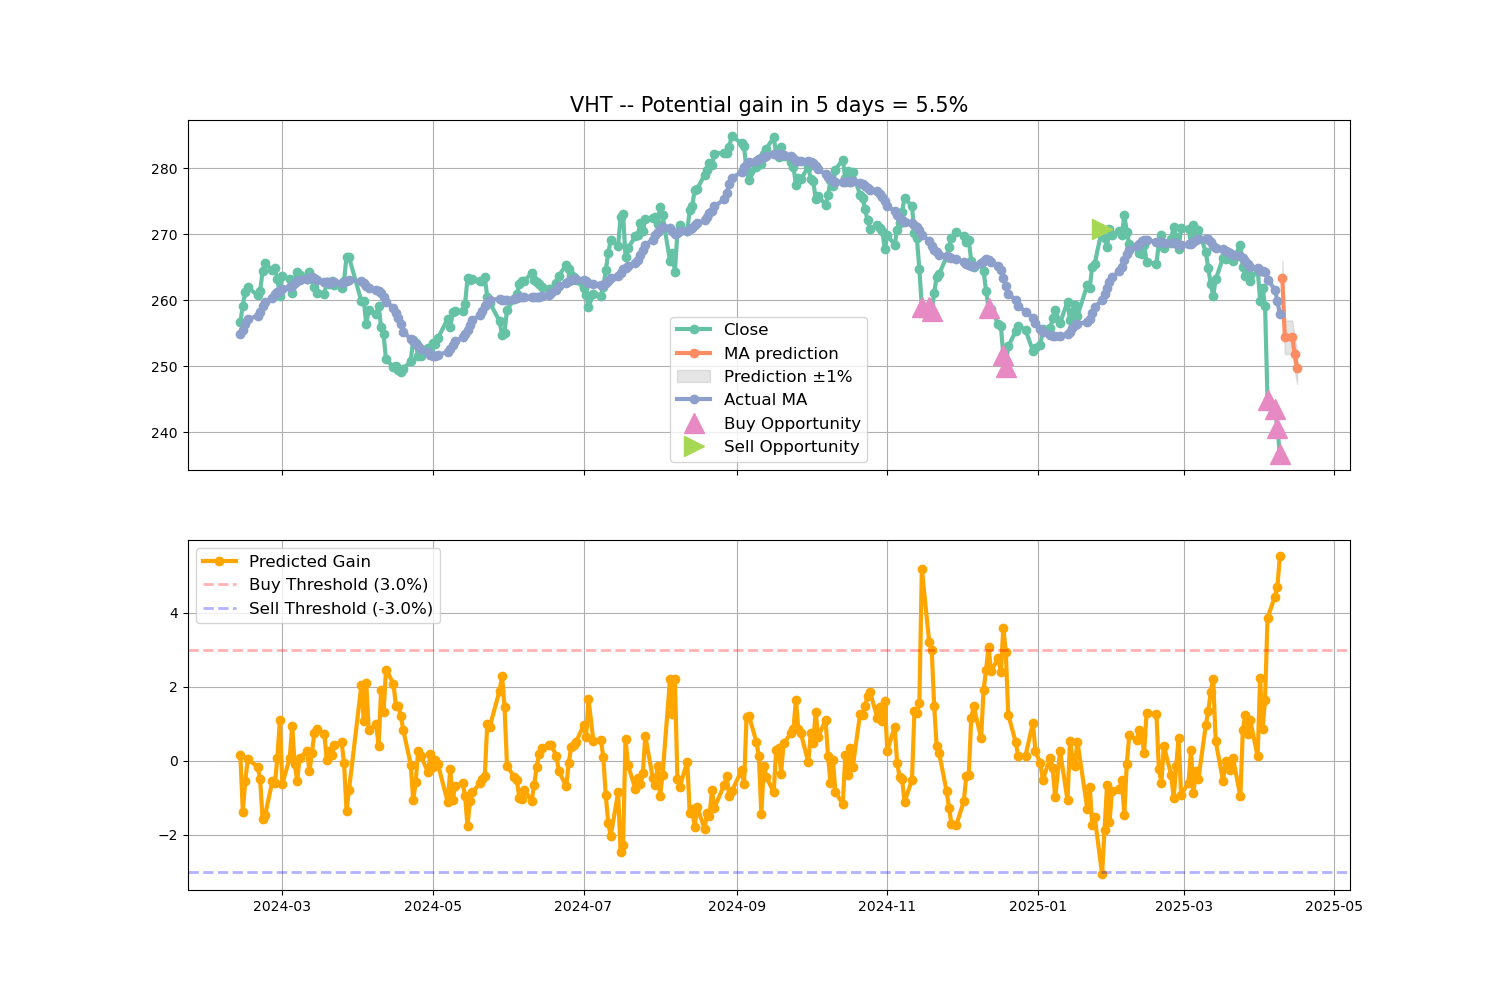 VHT -- Potential gain in 5 days = 5.5%
280
270
260
250
240
Close
MA prediction
Prediction ±1%
Actual MA
Buy Opportunity
Sell Opportunity
Predicted Gain
Buy Threshold (3.0%)
Sell Threshold (-3.0%)
4
2
0
−2
2024-03
2024-05
2024-07
2024-09
2024-11
2025-01
2025-03
2025-05